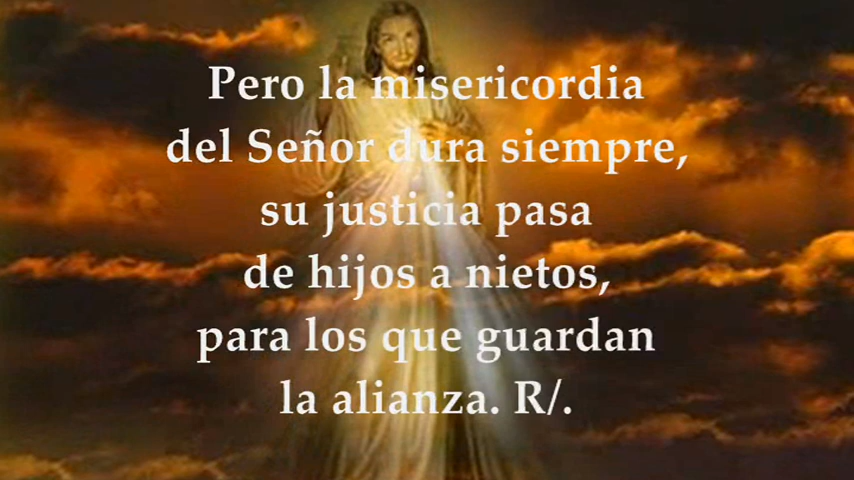 Pero la misericordia
del Señor dura siempre,
su justicia pasa
de hijos a nietos,
para los que guardan
la alianza. R/.